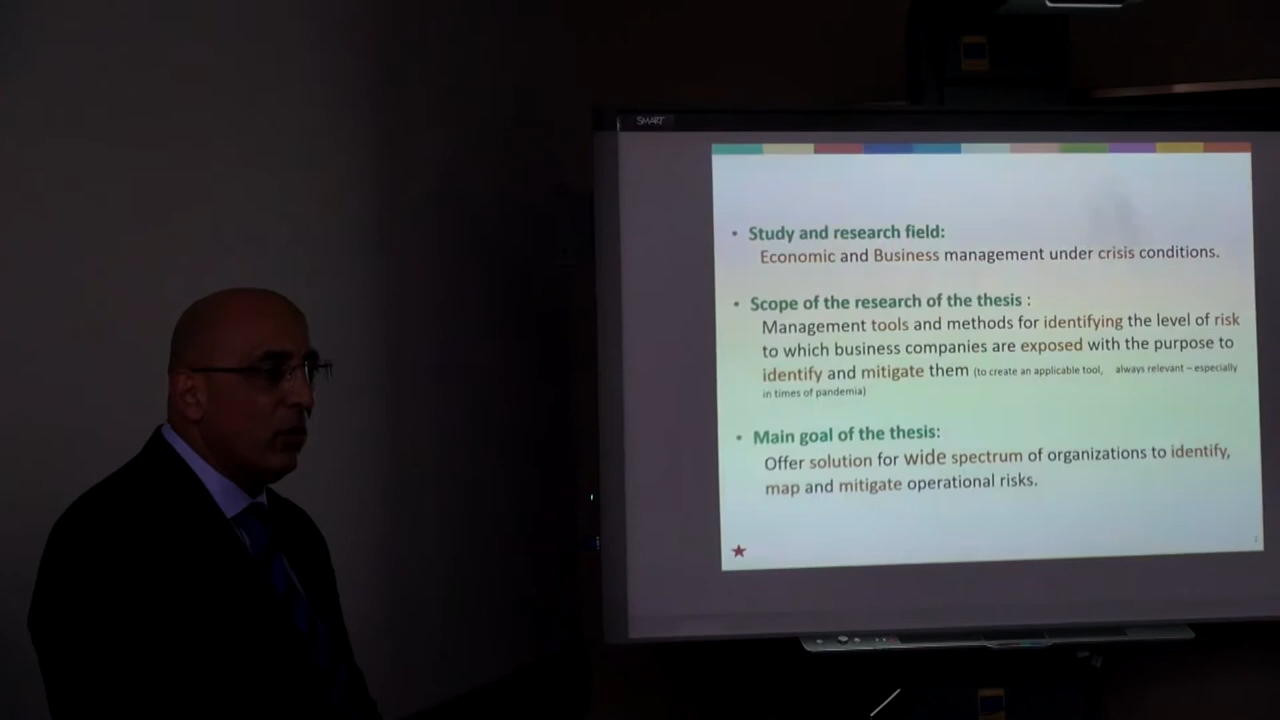 SMART
• Study and research field:
Economic and Business management under crisis conditions.
• Scope of the research of the thesis :
Management tools and methods for identifying the level of risk
to which business companies are exposed with the purpose to
identify and mitigate them (to create an applicable tool, always relevant – especially
in times of pandemia)
• Main goal of the thesis:
Offer solution for wide spectrum of organizations to identify,
map and mitigate operational risks.